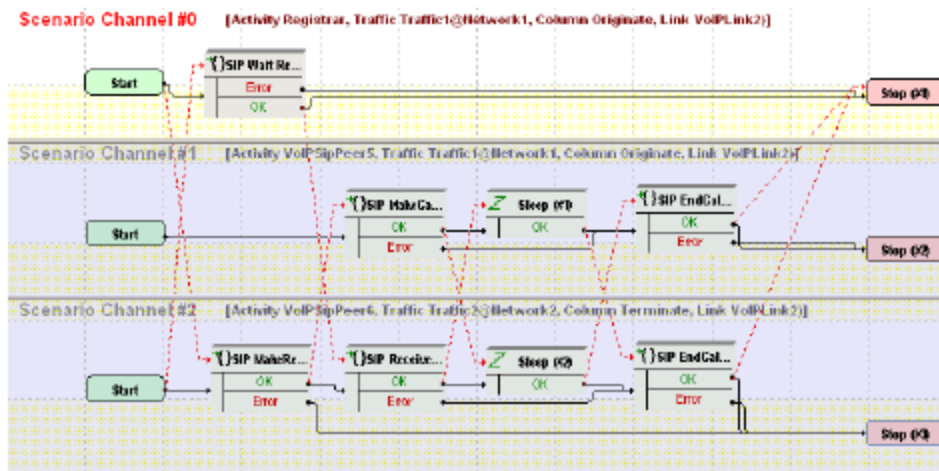 Scenario Channel #0 [Activity Registrar, Traffic Traffic1@Network1, Column Originate, Link VoIPLink2)]
Start
{}SIP Wait Re...
Error
OK
Stop (#1)
Scenario Channel #1 [Activity VoIPSipPeer5, Traffic Traffic1@Network1, Column Originate, Link VoIPLink2)]
Start
{}SIP MakeCa...
OK
Error
Z Sleep (#1)
OK
{}SIP EndCal...
OK
Error
Stop (#2)
Scenario Channel #2 [Activity VoIPSipPeer6, Traffic Traffic2@Network2, Column Terminate, Link VoIPLink2)]
Start
{}SIP MakeRe...
OK
Error
{}SIP Receive...
OK
Error
Z Sleep (#2)
OK
{}SIP EndCal...
OK
Error
Stop (#3)